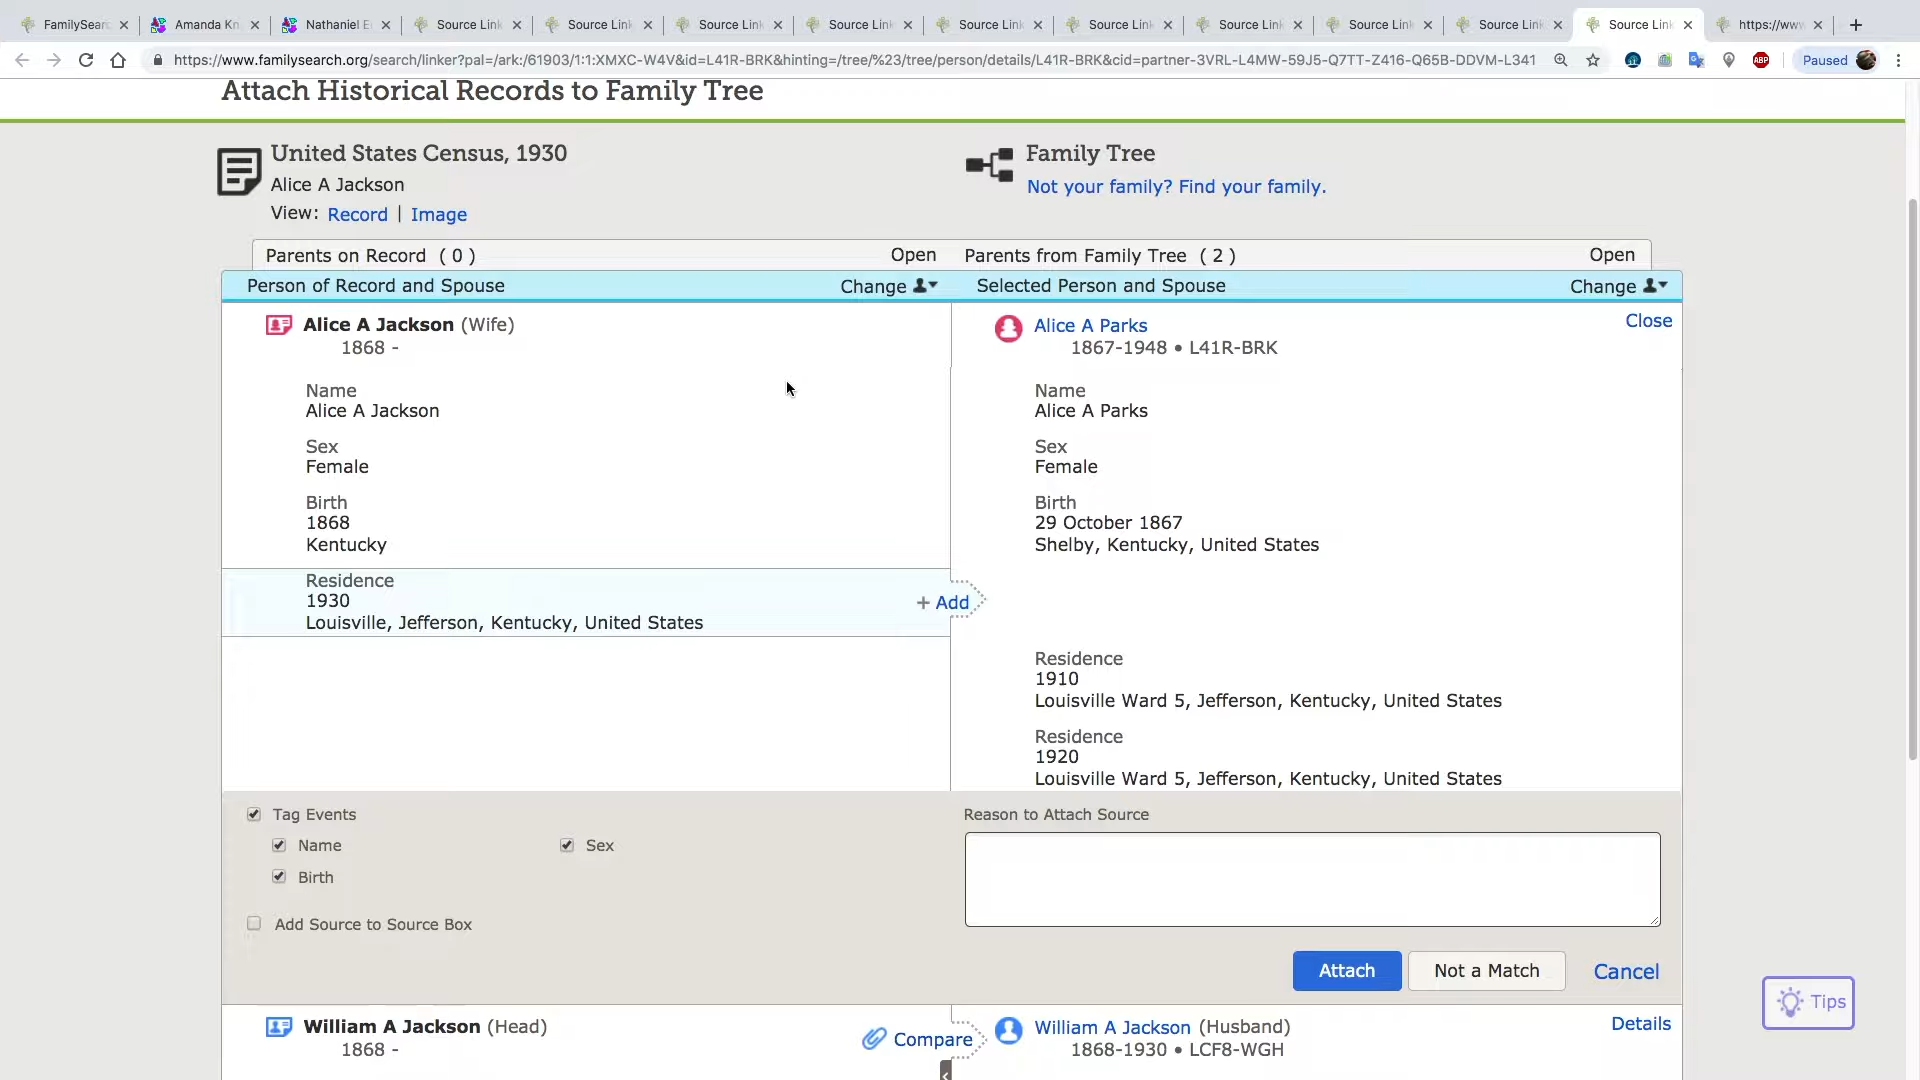 FamilySearc
Amanda Kn
Nathaniel E
Source Link
Source Link
Source Link
Source Link
Source Link
Source Link
Source Link
Source Link
Source Link
Source Link
https://www
https://www.familysearch.org/search/linker?pal=/ark:/61903/1:1:XMXC-W4V&id=L41R-BRK&hinting=/tree/%23/tree/person/details/L41R-BRK&cid=partner-3VRL-L4MW-59J5-Q7TT-Z416-Q65B-DDVM-L341
ABP
Paused
Attach Historical Records to Family Tree
United States Census, 1930
Alice A Jackson
View: Record | Image
Family Tree
Not your family? Find your family.
Parents on Record ( 0 ) Open
Parents from Family Tree ( 2 ) Open
Person of Record and Spouse Change
Selected Person and Spouse Change
Alice A Jackson (Wife)
1868 -
Name
Alice A Jackson
Sex
Female
Birth
1868
Kentucky
Residence
1930
Louisville, Jefferson, Kentucky, United States
+ Add
Alice A Parks
1867-1948 • L41R-BRK
Close
Name
Alice A Parks
Sex
Female
Birth
29 October 1867
Shelby, Kentucky, United States
Residence
1910
Louisville Ward 5, Jefferson, Kentucky, United States
Residence
1920
Louisville Ward 5, Jefferson, Kentucky, United States
Tag Events
Name
Sex
Birth
Add Source to Source Box
Reason to Attach Source
Attach
Not a Match
Cancel
Tips
William A Jackson (Head)
1868 -
Compare
William A Jackson (Husband)
1868-1930 • LCF8-WGH
Details